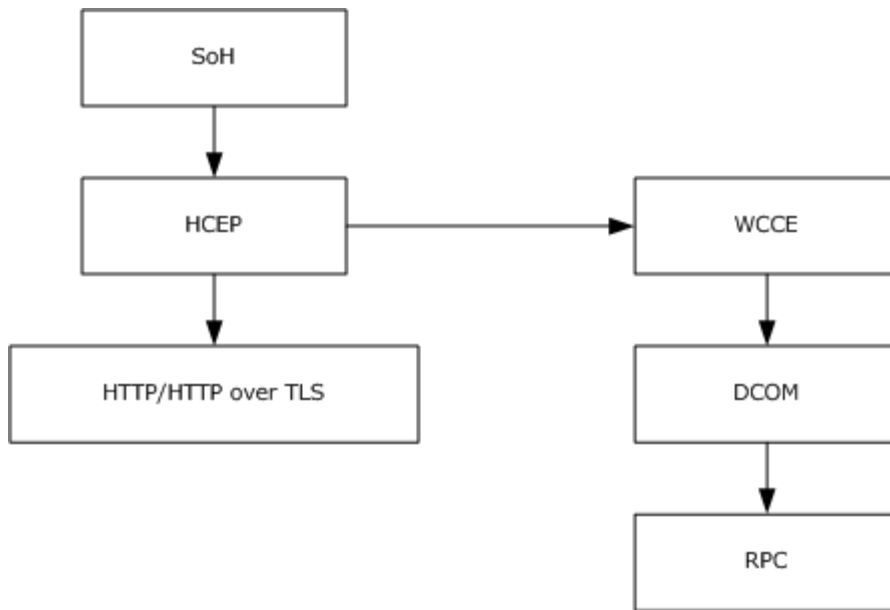 SoH
HCEP
WCCE
HTTP/HTTP over TLS
DCOM
RPC